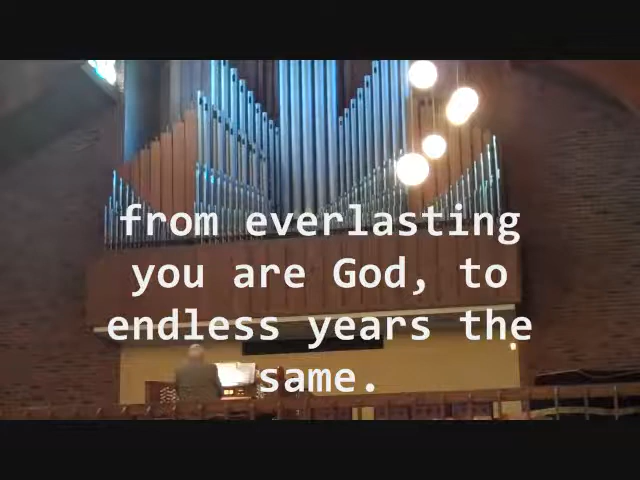 from everlasting
you are God, to
endless years the
same.